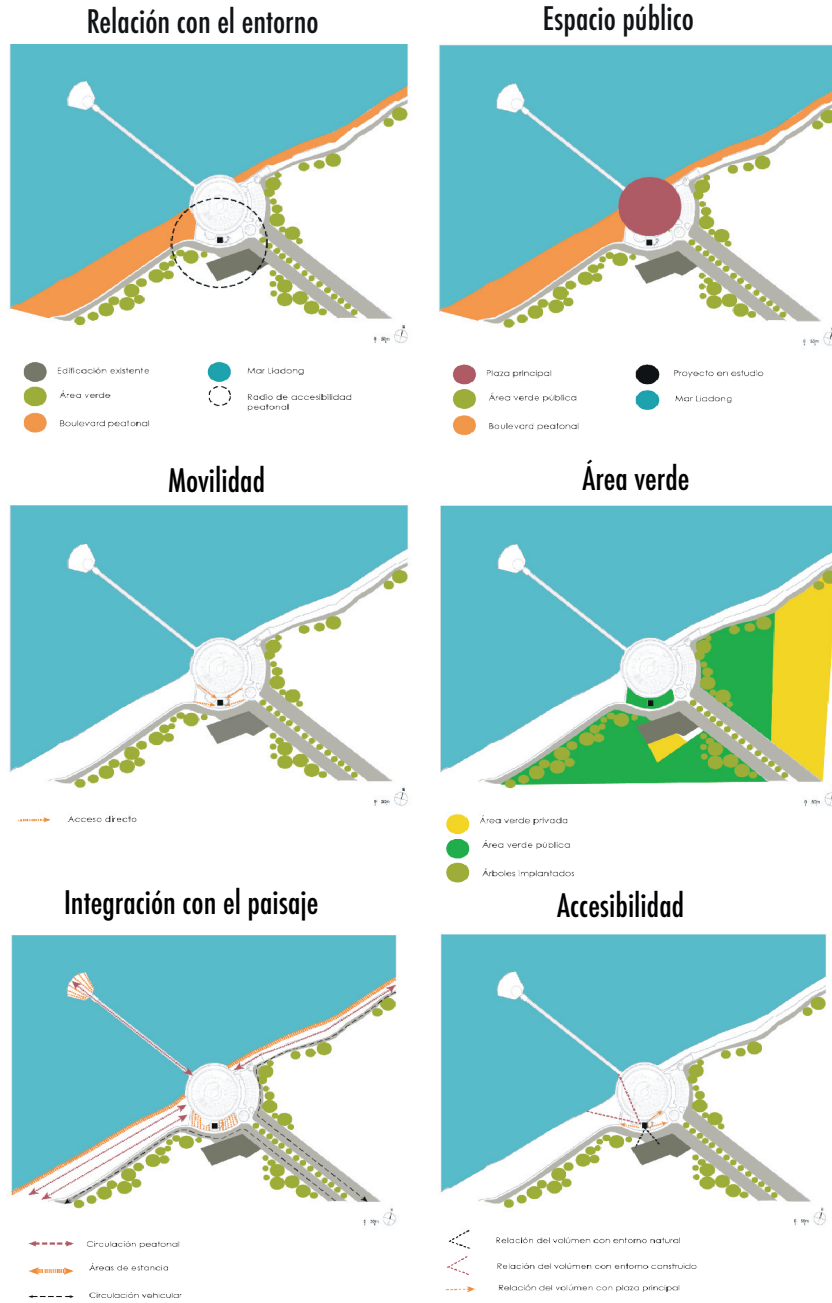 Relación con el entorno
Edificación existente
Área verde
Boulevard peatonal
Mar Liadong
Radio de accesibilidad
peatonal
Espacio público
Plaza principal
Área verde pública
Boulevard peatonal
Proyecto en estudio
Mar Liadong
Movilidad
Acceso directo
Área verde
Área verde privada
Área verde pública
Árboles implantados
Integración con el paisaje
Circulación peatonal
Áreas de estancia
Circulación vehicular
Accesibilidad
Relación del volúmen con entorno natural
Relación del volúmen con entorno construido
Relación del volúmen con plaza principal